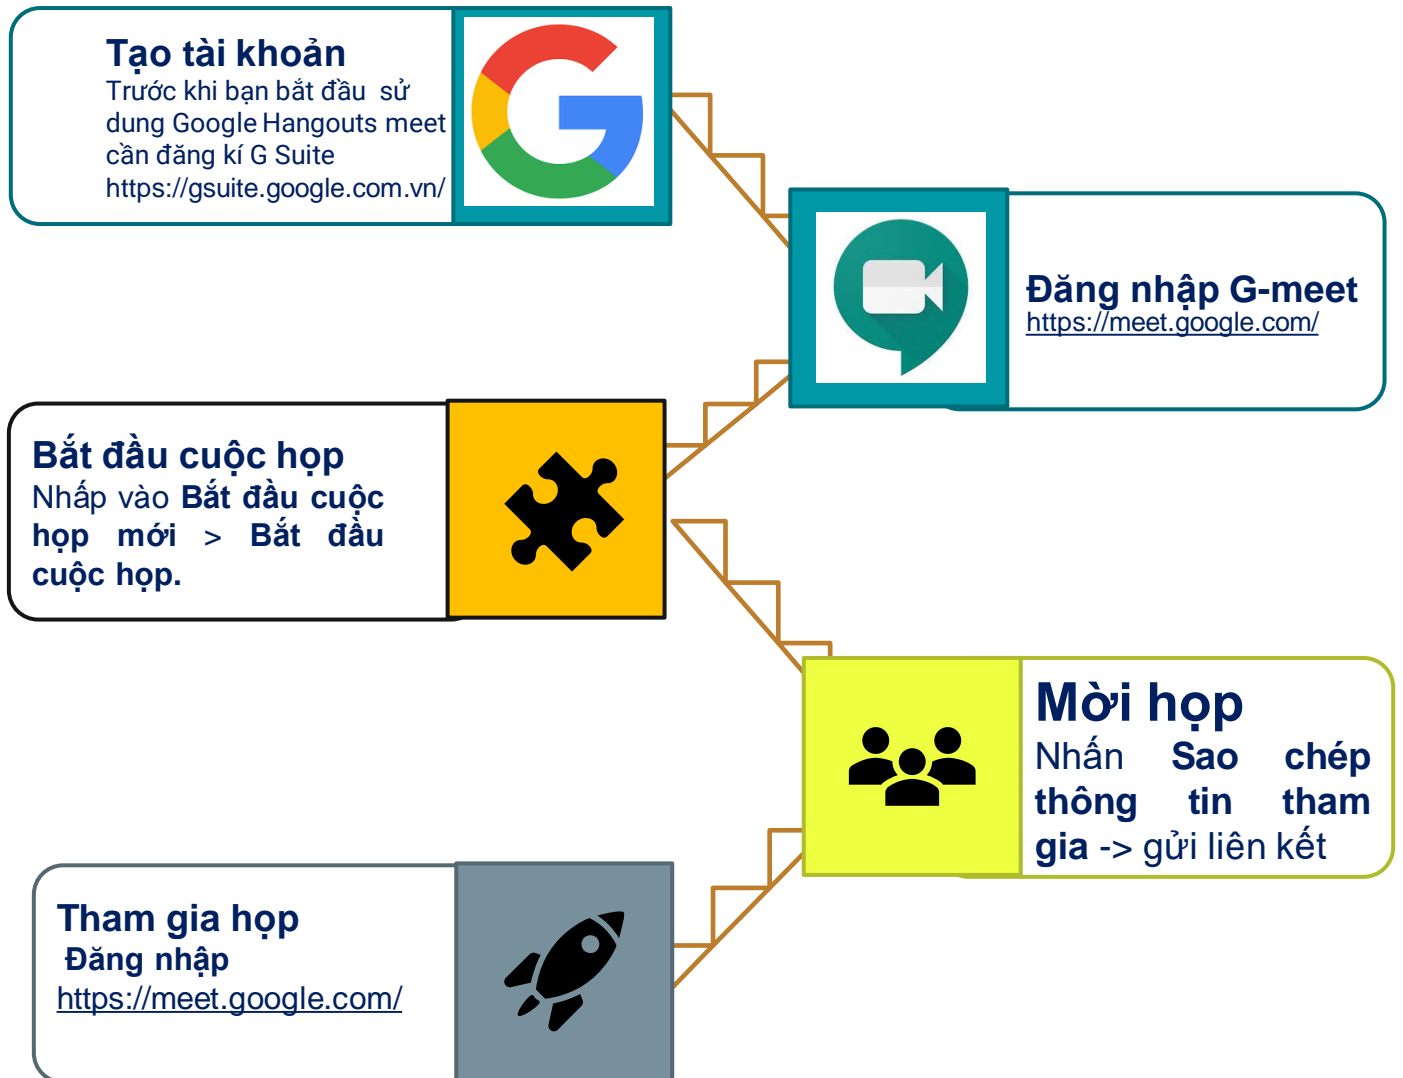 Tạo tài khoản
Trước khi bạn bắt đầu sử
dung Google Hangouts meet
cần đăng kí G Suite
https://gsuite.google.com.vn/
Đăng nhập G-meet
https://meet.google.com/
Bắt đầu cuộc họp
Nhấp vào Bắt đầu cuộc
họp mới > Bắt đầu
cuộc họp.
Mời họp
Nhấn Sao chép
thông tin tham
gia -> gửi liên kết
Tham gia họp
Đăng nhập
https://meet.google.com/